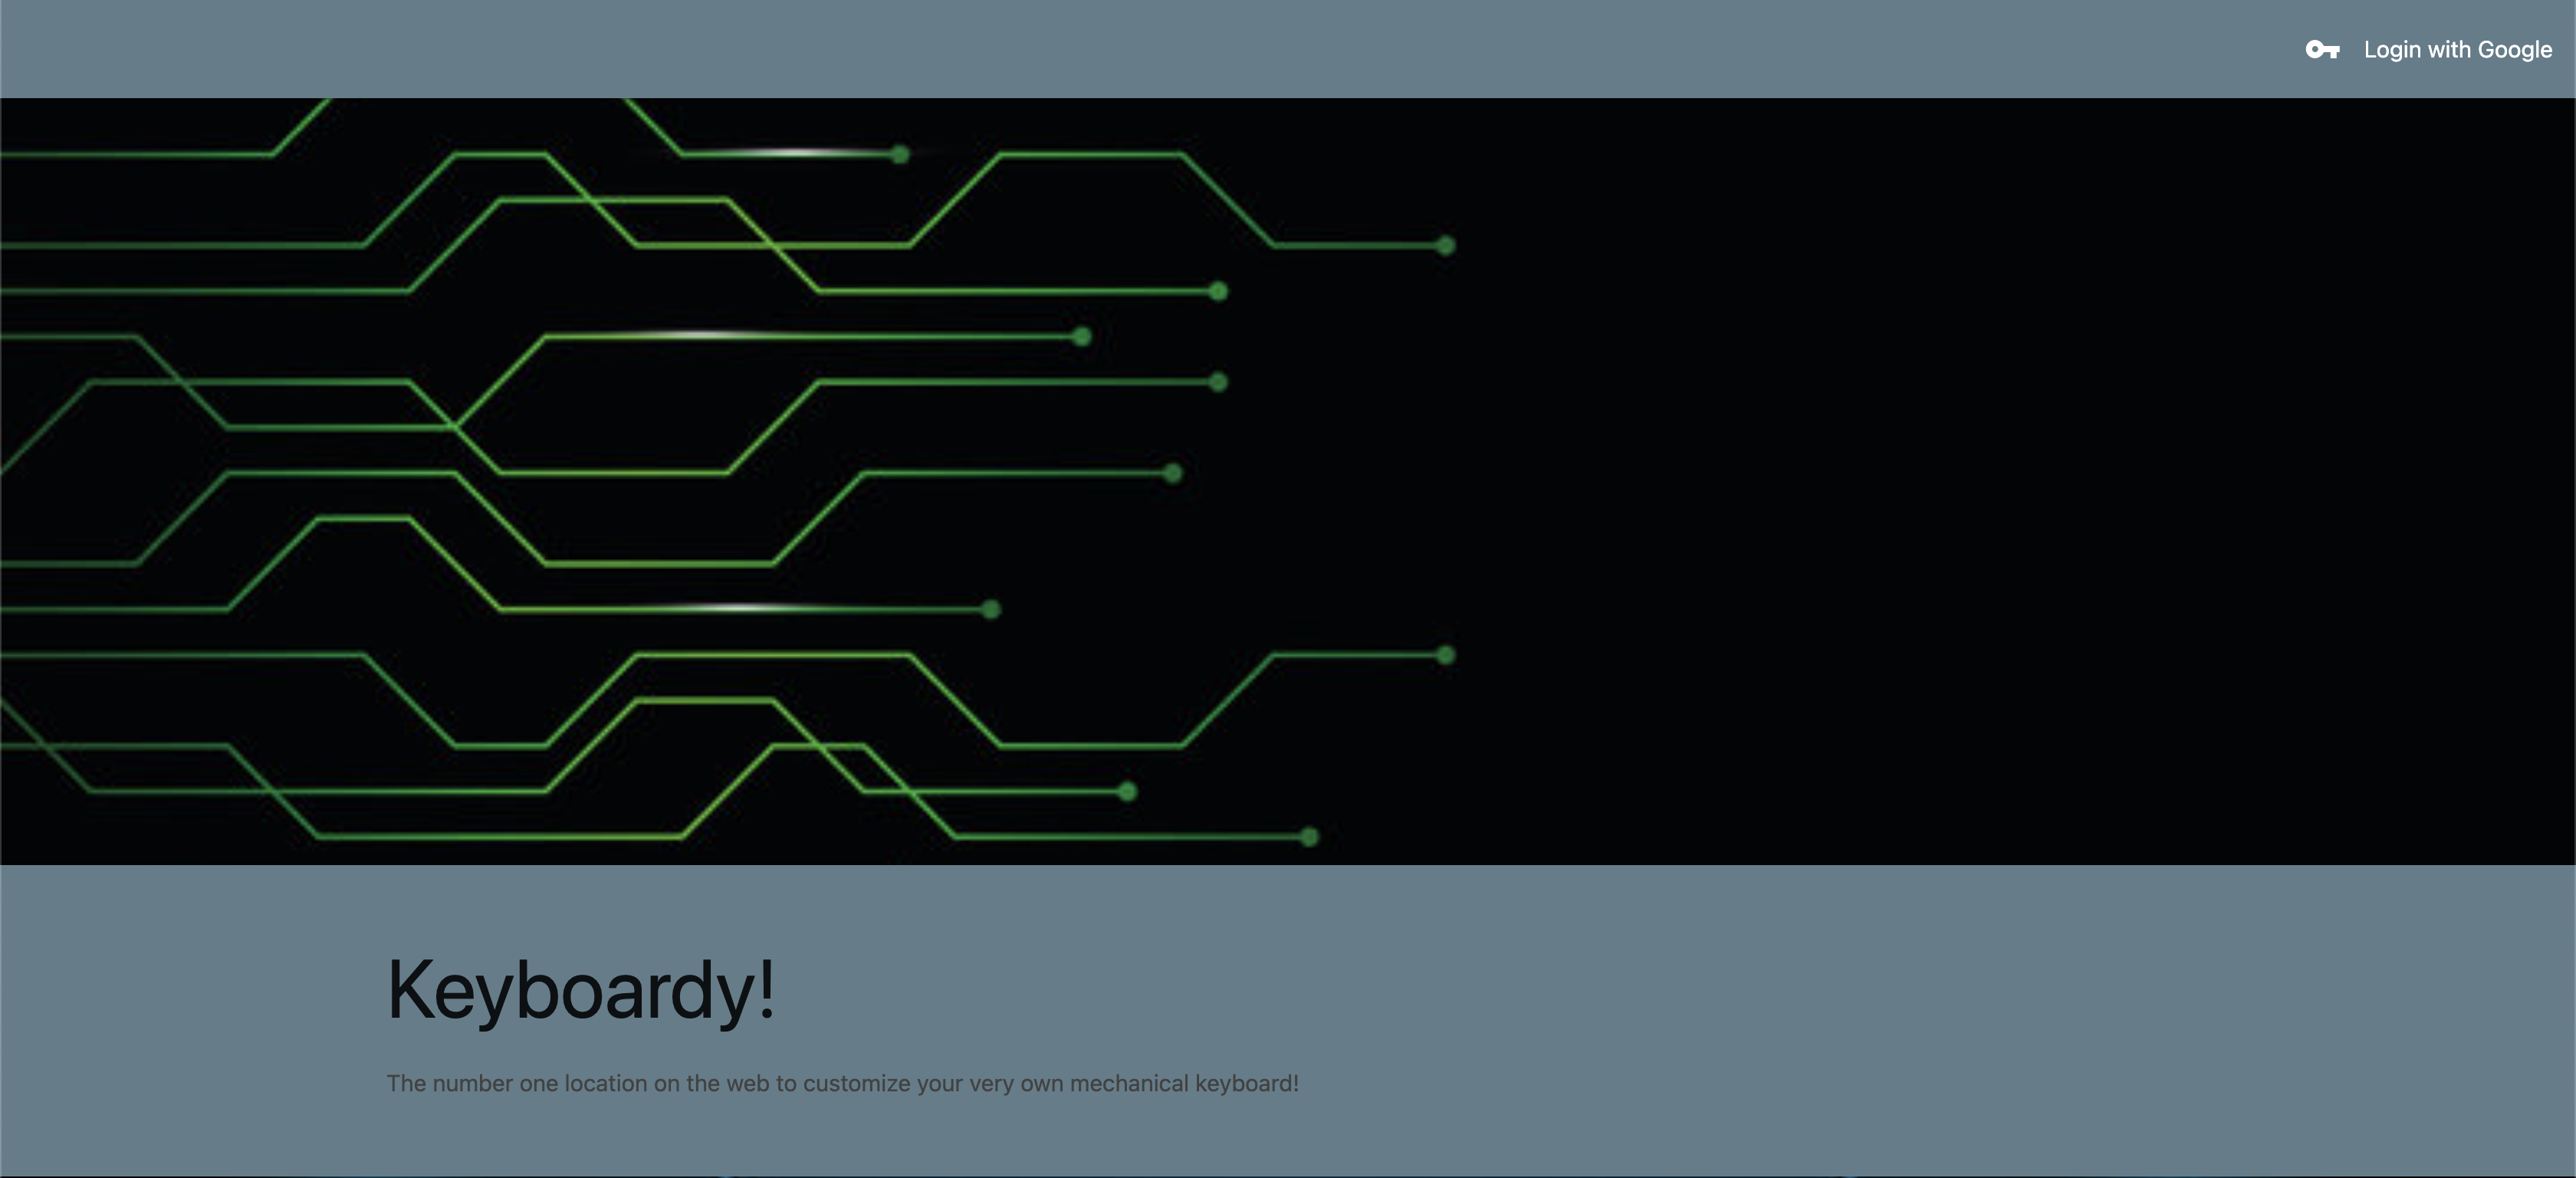 Login with Google
Keyboardy!
The number one location on the web to customize your very own mechanical keyboard!